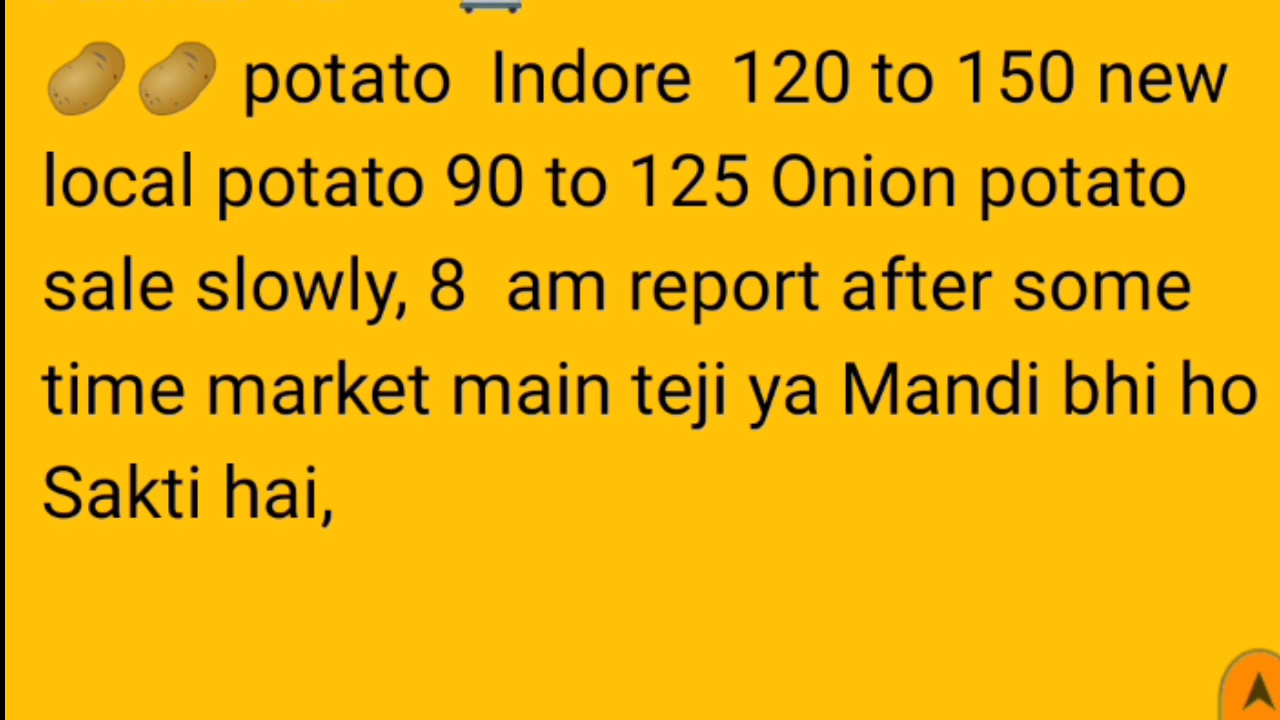 🥔🥔 potato Indore 120 to 150 new
local potato 90 to 125 Onion potato
sale slowly, 8 am report after some
time market main teji ya Mandi bhi ho
Sakti hai,